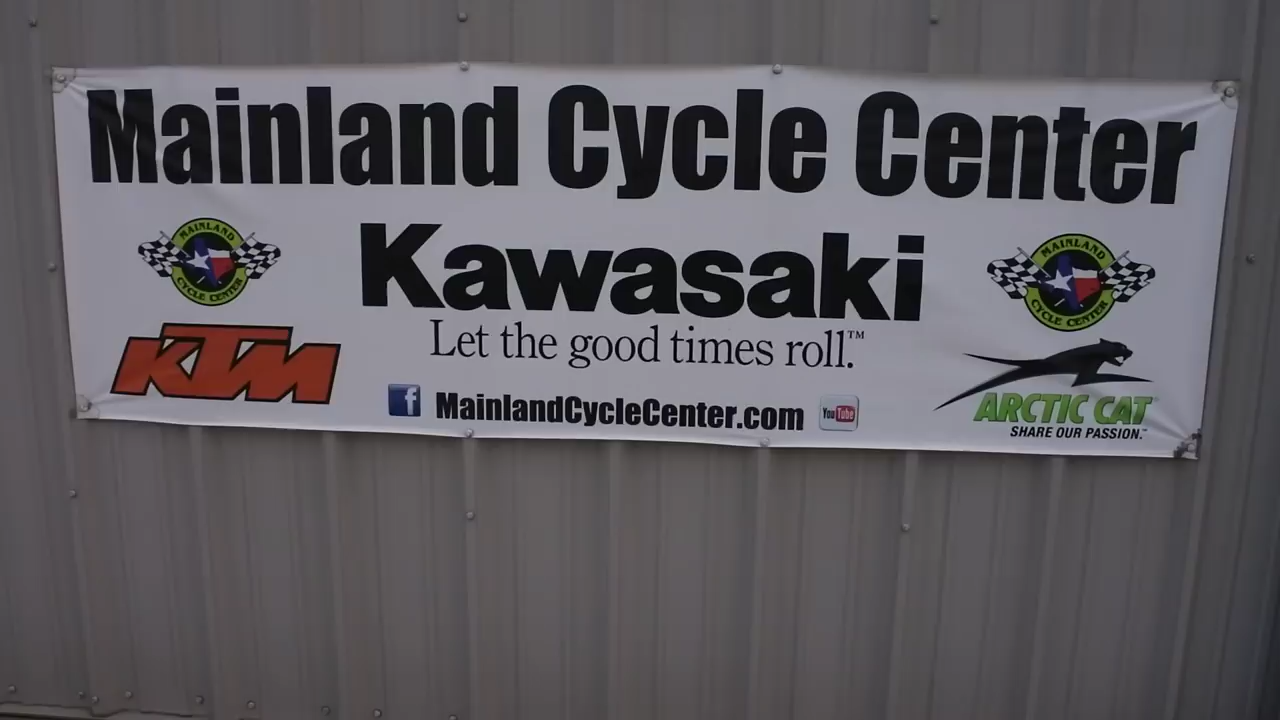 Mainland Cycle Center
MAINLAND
CYCLE CENTER
Kawasaki
Let the good times roll.™
MAINLAND
CYCLE CENTER
KTM
f MainlandCycleCenter.com YouTube
ARCTIC CAT
SHARE OUR PASSION.™